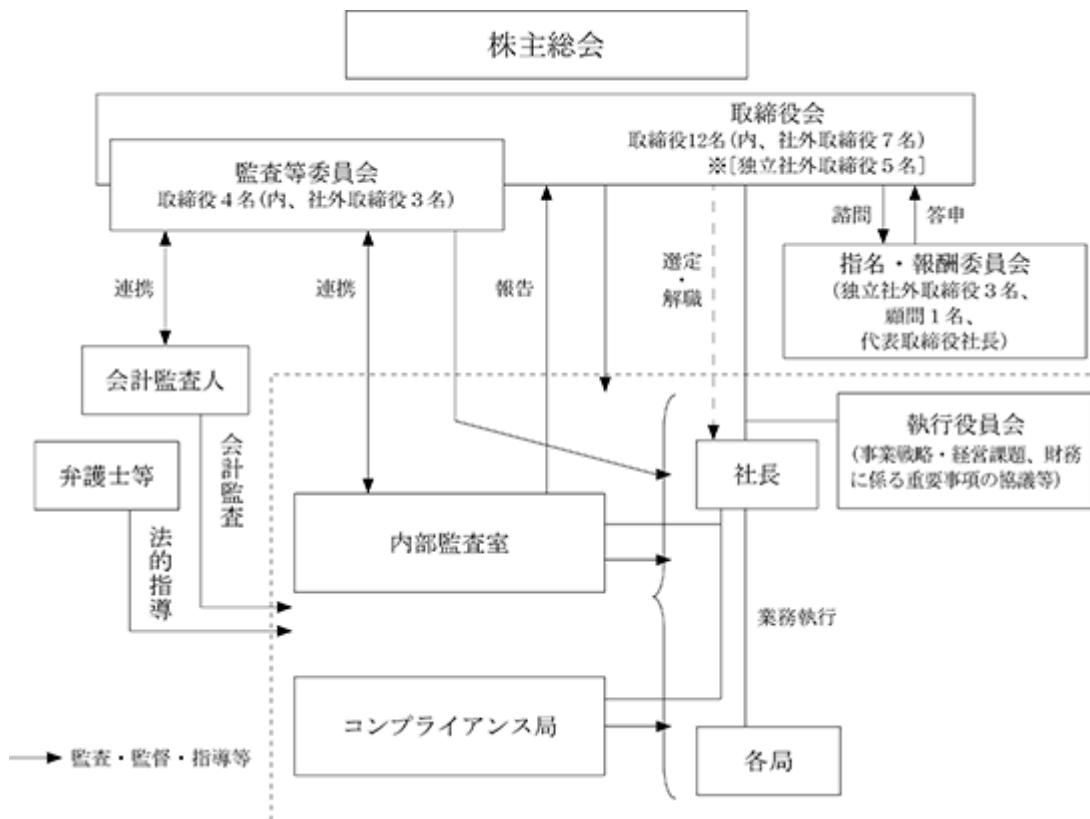 株主総会
取締役会
取締役12名(内、社外取締役7名)
※[独立社外取締役5名]
監査等委員会
取締役4名(内、社外取締役3名)
諮問
答申
連携
連携
報告
選定・解職
指名・報酬委員会
(独立社外取締役3名、
顧問1名、
代表取締役社長)
会計監査人
会計監査
執行役員会
(事業戦略・経営課題、財務
に係る重要事項の協議等)
弁護士等
法的指導
社長
内部監査室
業務執行
コンプライアンス局
各局
監査・監督・指導等